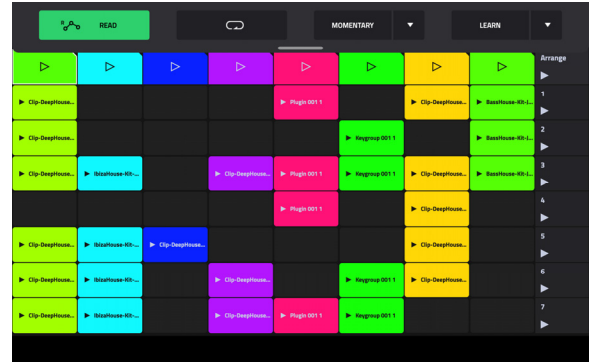 R READ MOMENTARY LEARN
Arrange
Clip-DeepHouse... Plugin 001 1 Clip-DeepHouse... BassHouse-Kit-J... 1
Clip-DeepHouse... Keygroup 001 1 BassHouse-Kit-J... 2
Clip-DeepHouse... IbizaHouse-Kit-... Clip-DeepHouse... Plugin 001 1 Keygroup 001 1 Clip-DeepHouse... BassHouse-Kit-J... 3
Plugin 001 1 Clip-DeepHouse... 4
Clip-DeepHouse... IbizaHouse-Kit-... Clip-DeepHouse... Clip-DeepHouse... 5
Clip-DeepHouse... IbizaHouse-Kit-... Clip-DeepHouse... Keygroup 001 1 Clip-DeepHouse... 6
Clip-DeepHouse... IbizaHouse-Kit-... Clip-DeepHouse... Plugin 001 1 Keygroup 001 1 7